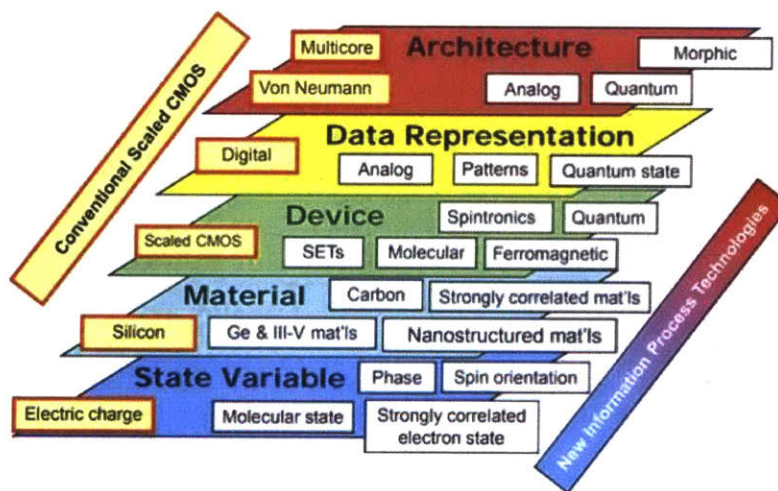 Conventional Scaled CMOS
Multicore
Architecture
Morphic
Von Neumann
Analog
Quantum
Data Representation
Digital
Analog
Patterns
Quantum state
Device
Spintronics
Quantum
Scaled CMOS
SETs
Molecular
Ferromagnetic
Material
Carbon
Strongly correlated mat'ls
Silicon
Ge & III-V mat'ls
Nanostructured mat'ls
State Variable
Phase
Spin orientation
Electric charge
Molecular state
Strongly correlated
electron state
New Information Process Technologies